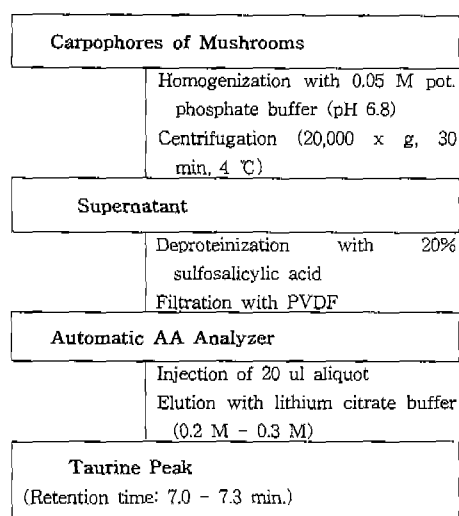 Carpophores of Mushrooms
Homogenization with 0.05 M pot.
phosphate buffer (pH 6.8)
Centrifugation (20,000 x g, 30
min, 4 ℃)
Supernatant
Deproteinization with 20%
sulfosalicylic acid
Filtration with PVDF
Automatic AA Analyzer
Injection of 20 ul aliquot
Elution with lithium citrate buffer
(0.2 M - 0.3 M)
Taurine Peak
(Retention time: 7.0 - 7.3 min.)